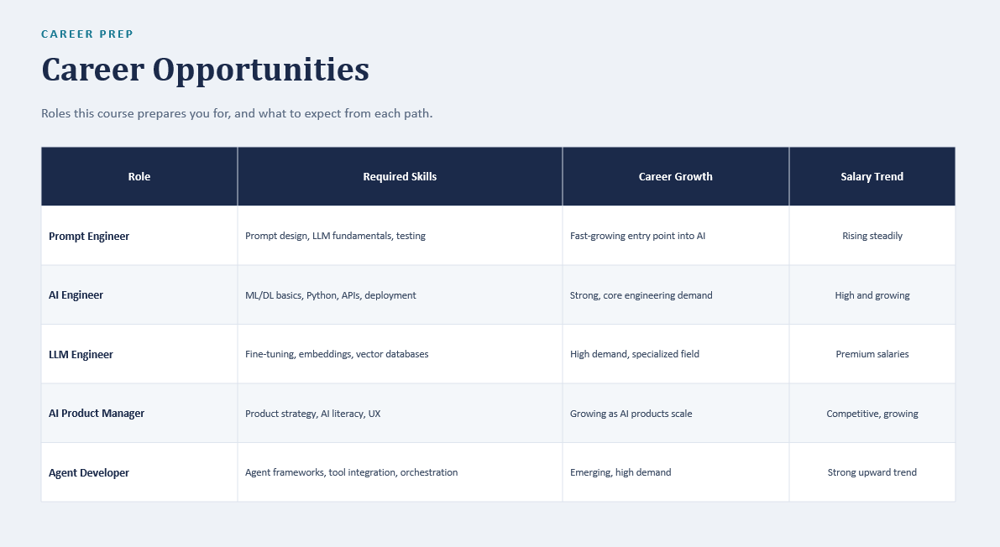 CAREER PREP
Career Opportunities
Roles this course prepares you for, and what to expect from each path.
Role Required Skills Career Growth Salary Trend
Prompt Engineer Prompt design, LLM fundamentals, testing Fast-growing entry point into AI Rising steadily
AI Engineer ML/DL basics, Python, APIs, deployment Strong, core engineering demand High and growing
LLM Engineer Fine-tuning, embeddings, vector databases High demand, specialized field Premium salaries
AI Product Manager Product strategy, AI literacy, UX Growing as AI products scale Competitive, growing
Agent Developer Agent frameworks, tool integration, orchestration Emerging, high demand Strong upward trend